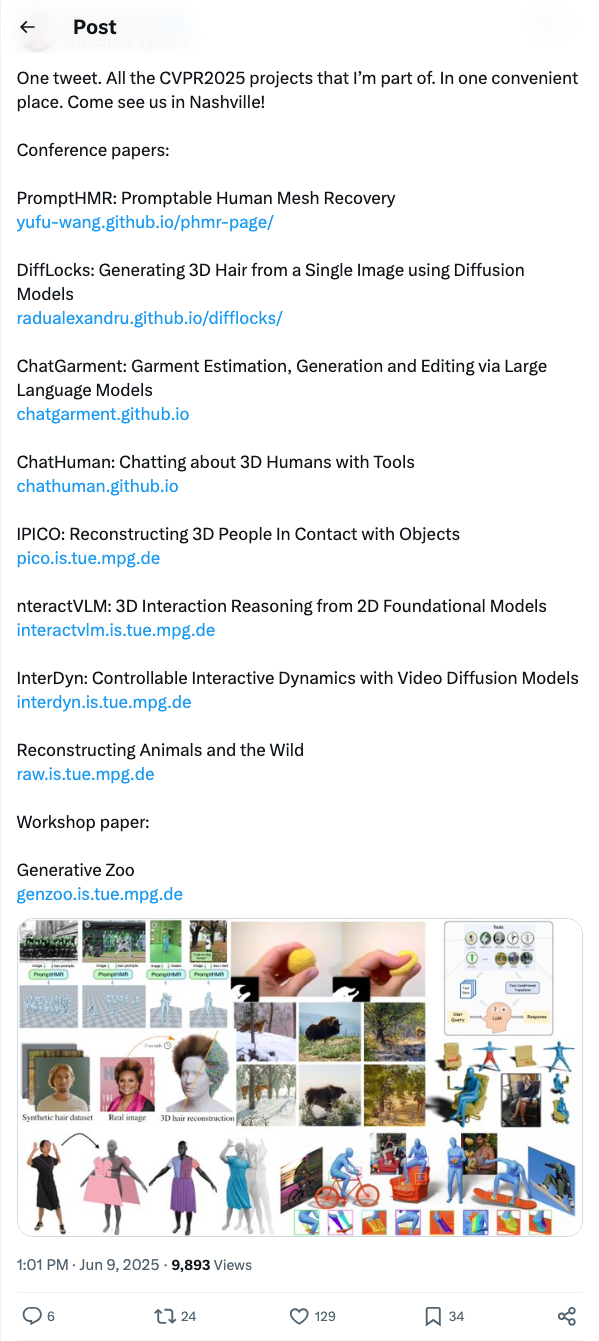 Post
One tweet. All the CVPR2025 projects that I’m part of. In one convenient
place. Come see us in Nashville!
Conference papers:
PromptHMR: Promptable Human Mesh Recovery
yufu-wang.github.io/phmr-page/
DiffLocks: Generating 3D Hair from a Single Image using Diffusion
Models
radualexandru.github.io/difflocks/
ChatGarment: Garment Estimation, Generation and Editing via Large
Language Models
chatgarment.github.io
ChatHuman: Chatting about 3D Humans with Tools
chathuman.github.io
IPICO: Reconstructing 3D People In Contact with Objects
pico.is.tue.mpg.de
nteractVLM: 3D Interaction Reasoning from 2D Foundational Models
interactvlm.is.tue.mpg.de
InterDyn: Controllable Interactive Dynamics with Video Diffusion Models
interdyn.is.tue.mpg.de
Reconstructing Animals and the Wild
raw.is.tue.mpg.de
Workshop paper:
Generative Zoo
genzoo.is.tue.mpg.de
PromptHMR PromptHMR PromptHMR PromptHMR
Tools
User Query LLM Response
Synthetic hair dataset Real image 3D hair reconstruction
1:01 PM · Jun 9, 2025 · 9,893 Views
6 24 129 34